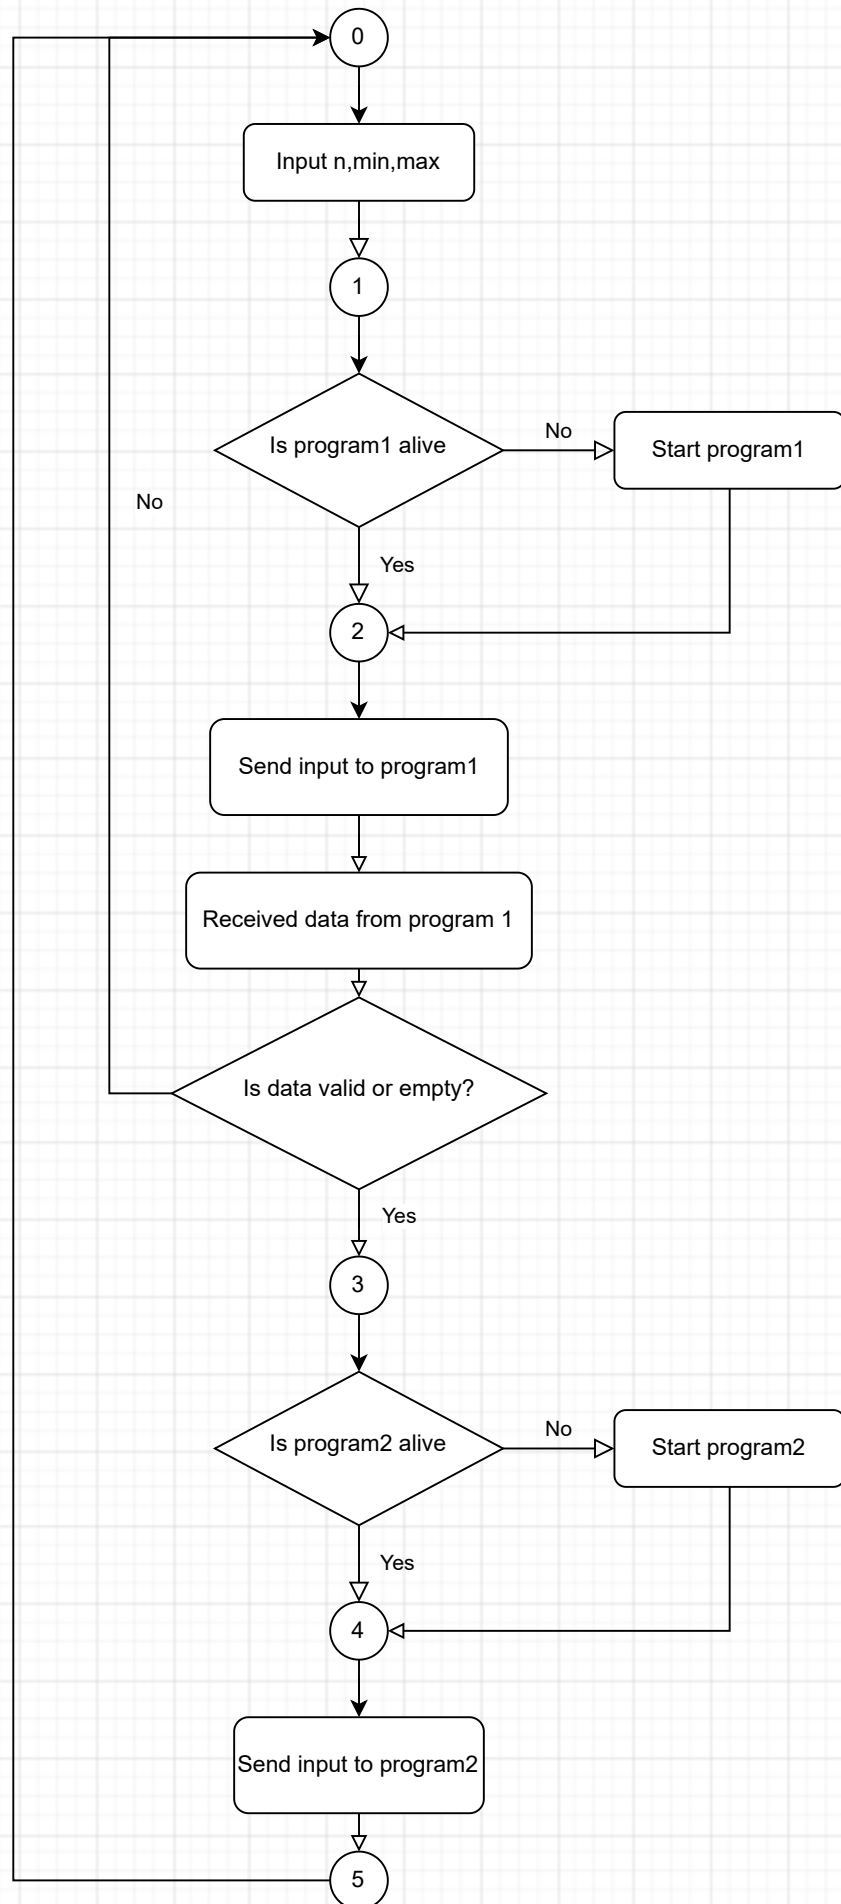 0
Input n,min,max
1
Is program1 alive
No
Start program1
No
Yes
2
Send input to program1
Received data from program 1
Is data valid or empty?
Yes
3
Is program2 alive
No
Start program2
Yes
4
Send input to program2
5